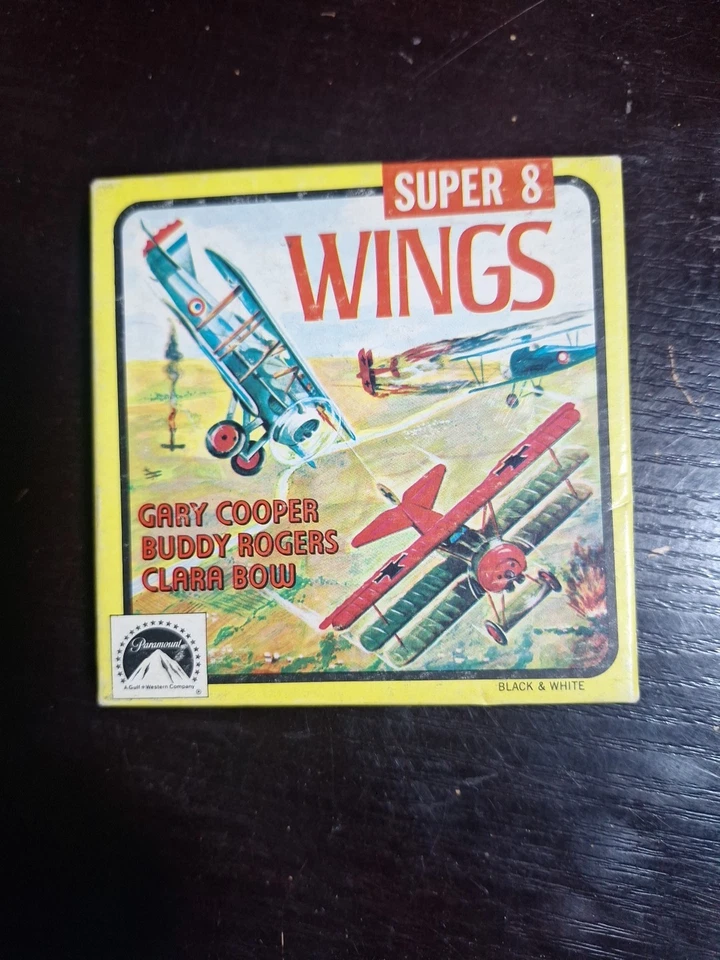 SUPER 8
WINGS
GARY COOPER
BUDDY ROGERS
CLARA BOW
Paramount
A Gulf + Western Company
®
BLACK & WHITE